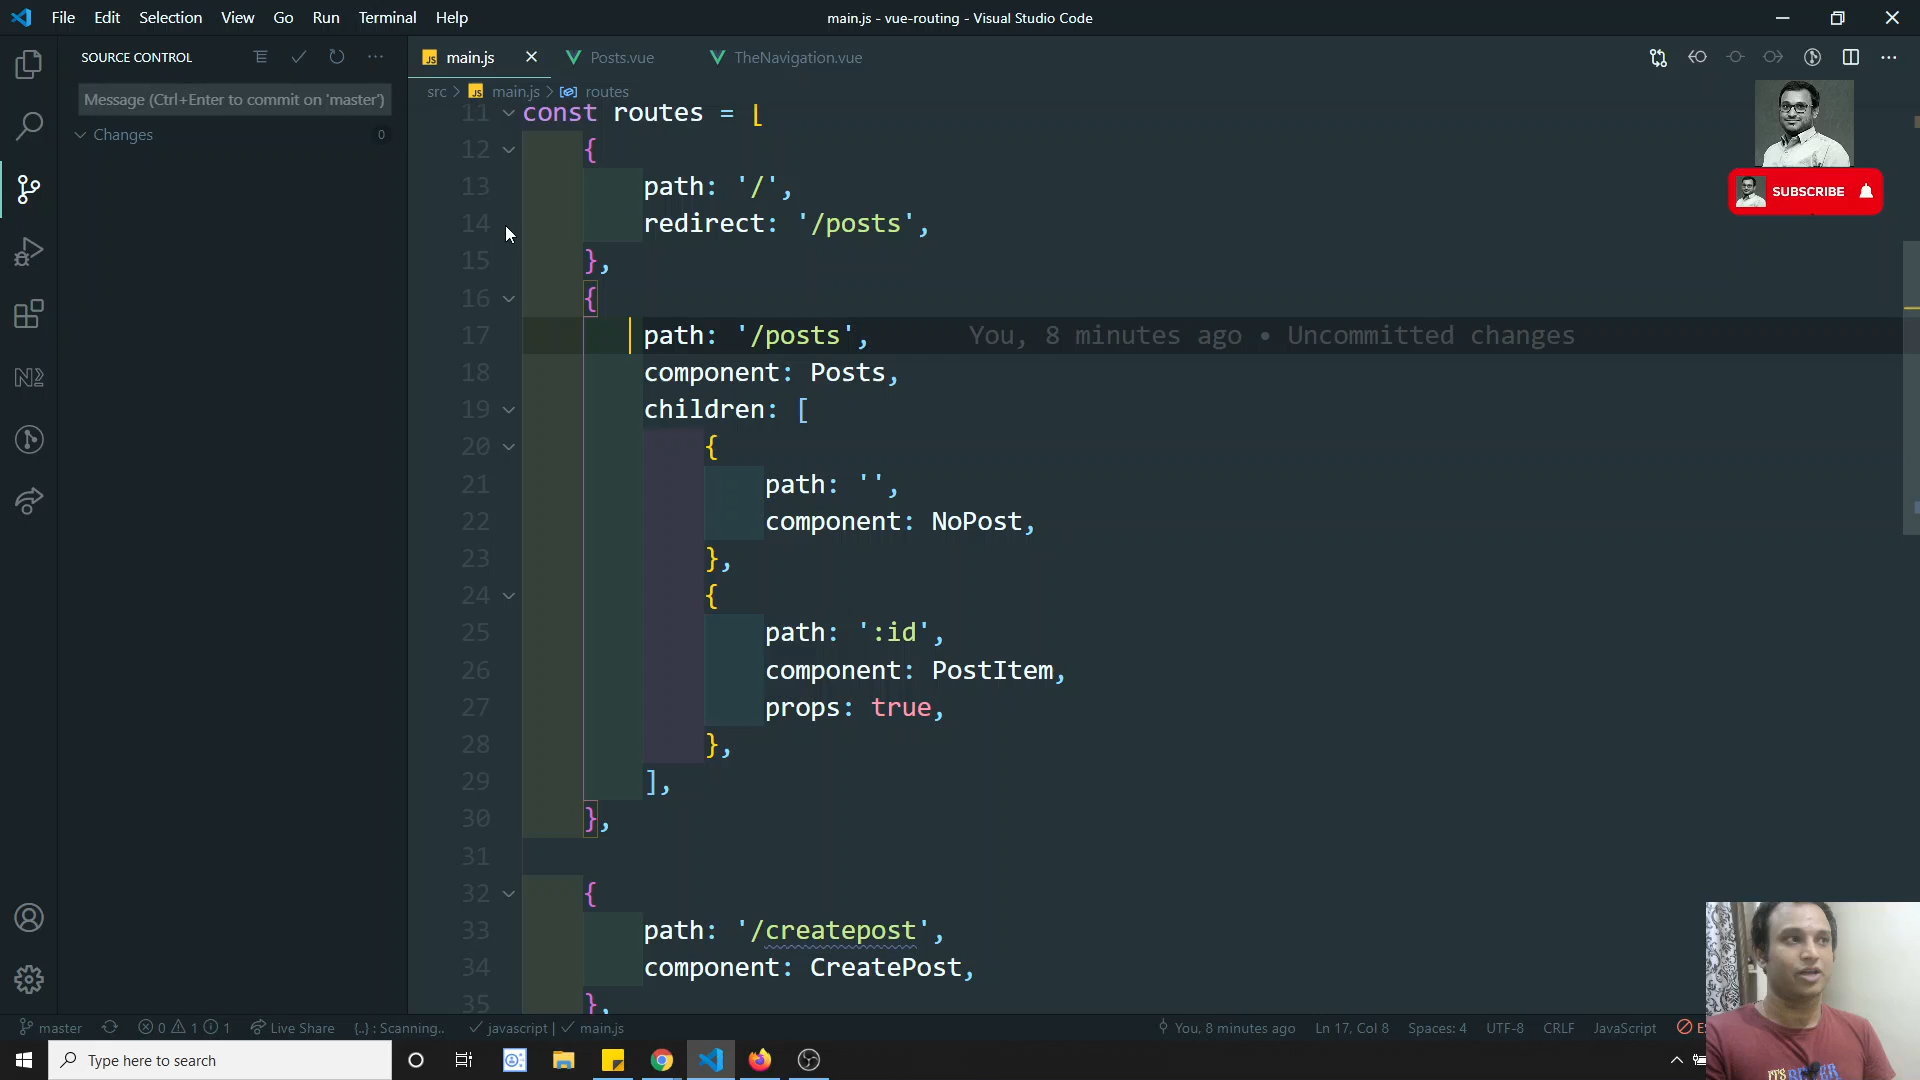 File Edit Selection View Go Run Terminal Help
main.js - vue-routing - Visual Studio Code
SOURCE CONTROL
Message (Ctrl+Enter to commit on 'master')
Changes 0
main.js Posts.vue TheNavigation.vue
src > main.js > routes
11 const routes = [
12 {
13 path: '/',
14 redirect: '/posts',
15 },
16 {
17 path: '/posts', You, 8 minutes ago • Uncommitted changes
18 component: Posts,
19 children: [
20 {
21 path: '',
22 component: NoPost,
23 },
24 {
25 path: ':id',
26 component: PostItem,
27 props: true,
28 },
29 ],
30 },
31
32 {
33 path: '/createpost',
34 component: CreatePost,
35 },
SUBSCRIBE
master 0 1 1 Live Share {..} : Scanning.. javascript | main.js You, 8 minutes ago Ln 17, Col 8 Spaces: 4 UTF-8 CRLF JavaScript
Type here to search